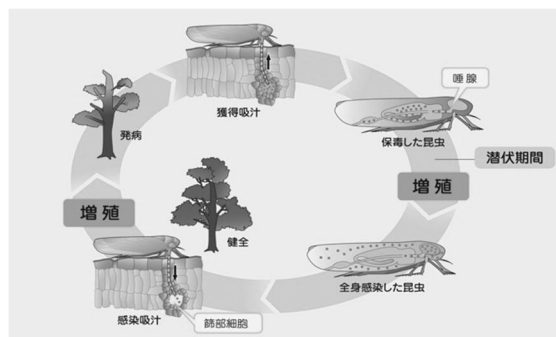 獲得吸汁
唾腺
保毒した昆虫
潜伏期間
増殖
全身感染した昆虫
篩部細胞
感染吸汁
増殖
発病
健全